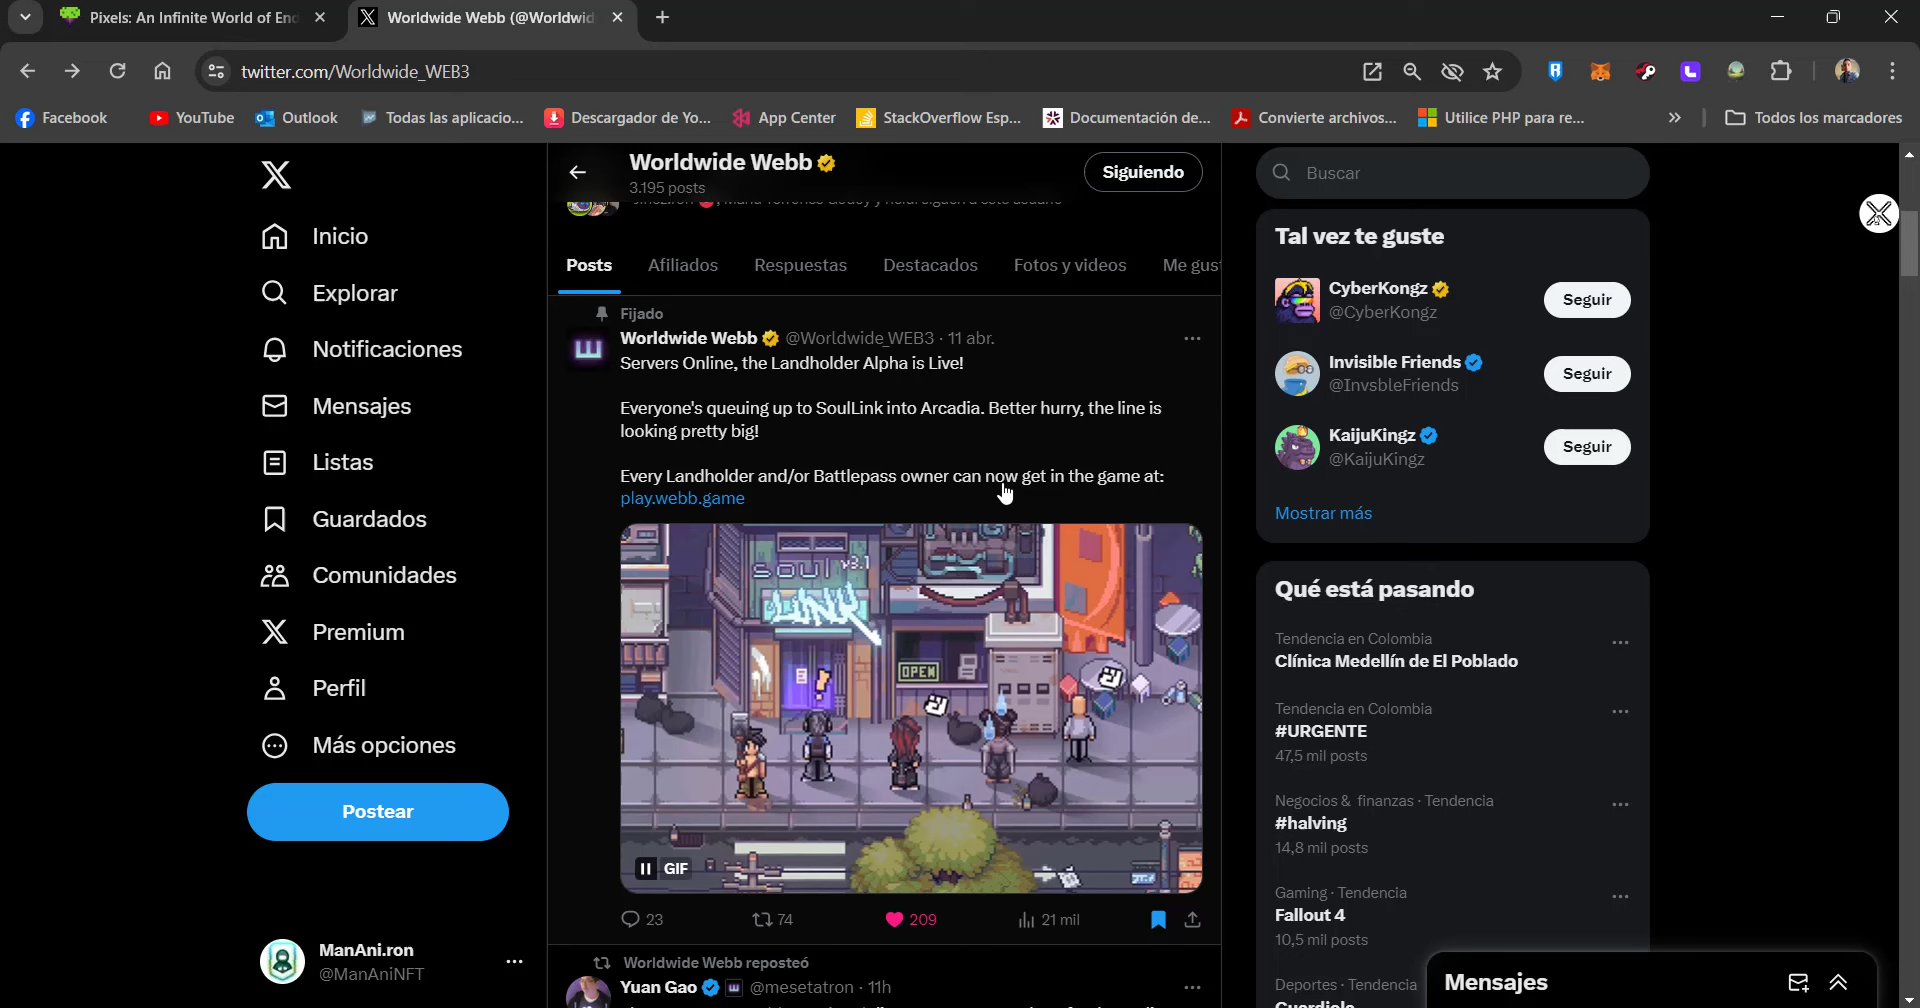 Pixels: An Infinite World of En
Worldwide Webb (@Worldwid
twitter.com/Worldwide_WEB3
Facebook
YouTube
Outlook
Todas las aplicacio...
Descargador de Yo...
App Center
StackOverflow Esp...
Documentación de...
Convierte archivos...
Utilice PHP para re...
Todos los marcadores
Inicio
Explorar
Notificaciones
Mensajes
Listas
Guardados
Comunidades
Premium
Perfil
Más opciones
Postear
ManAni.ron
@ManAniNFT
Worldwide Webb
3.195 posts
Siguiendo
Posts Afiliados Respuestas Destacados Fotos y videos Me gust
Fijado
Worldwide Webb @Worldwide_WEB3 · 11 abr.
Servers Online, the Landholder Alpha is Live!
Everyone's queuing up to SoulLink into Arcadia. Better hurry, the line is
looking pretty big!
Every Landholder and/or Battlepass owner can now get in the game at:
play.webb.game
soul v3.1
LINK
OPEN
GIF
23 74 209 21 mil
Worldwide Webb reposteó
Yuan Gao @mesetatron · 11h
Buscar
Tal vez te guste
CyberKongz
@CyberKongz
Seguir
Invisible Friends
@InvsbleFriends
Seguir
KaijuKingz
@KaijuKingz
Seguir
Mostrar más
Qué está pasando
Tendencia en Colombia
Clínica Medellín de El Poblado
Tendencia en Colombia
#URGENTE
47,5 mil posts
Negocios & finanzas · Tendencia
#halving
14,8 mil posts
Gaming · Tendencia
Fallout 4
10,5 mil posts
Deportes · Tendencia
Guardiola
Mensajes